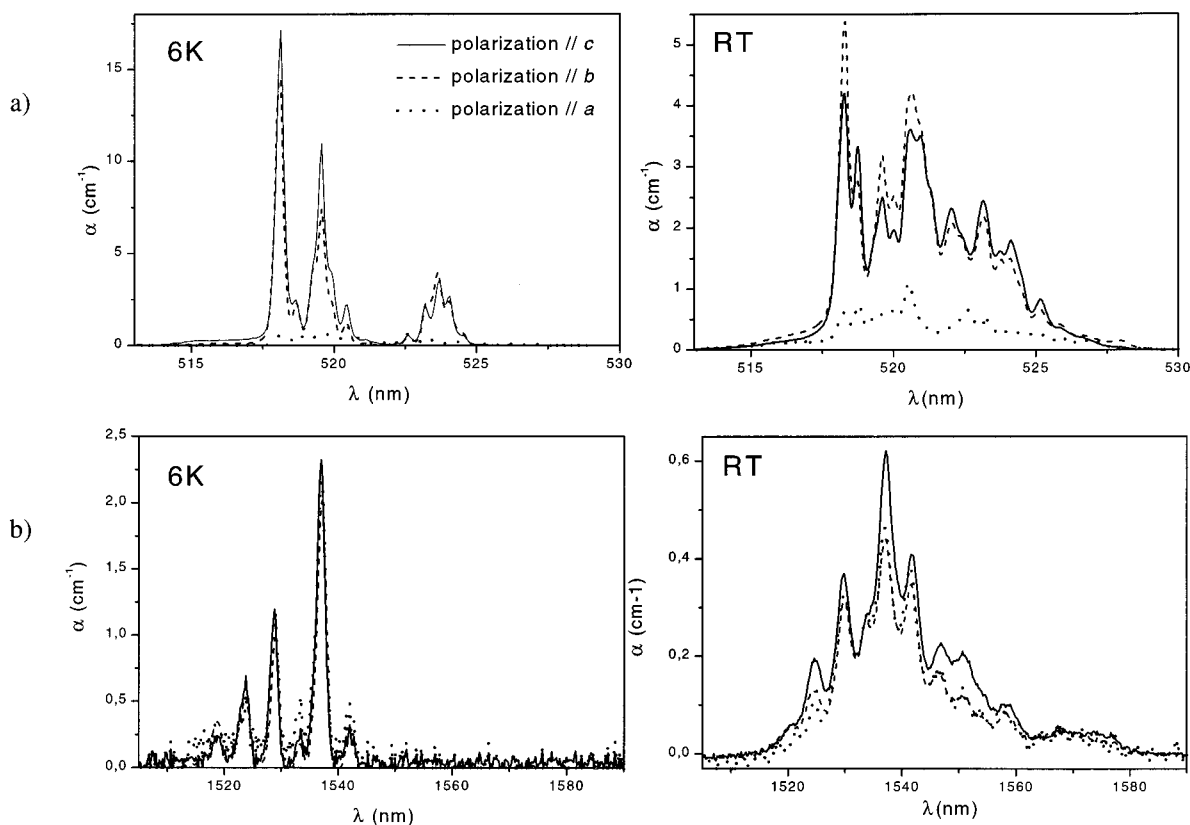 a)
6K
polarization // c
polarization // b
polarization // a
15
10
5
0
α (cm⁻¹)
515
520
525
530
λ (nm)
RT
5
4
3
2
1
0
α (cm⁻¹)
515
520
525
530
λ(nm)
b)
6K
2,5
2,0
1,5
1,0
0,5
0,0
α (cm⁻¹)
1520
1540
1560
1580
λ (nm)
RT
0,6
0,4
0,2
0,0
α (cm-1)
1520
1540
1560
1580
λ(nm)